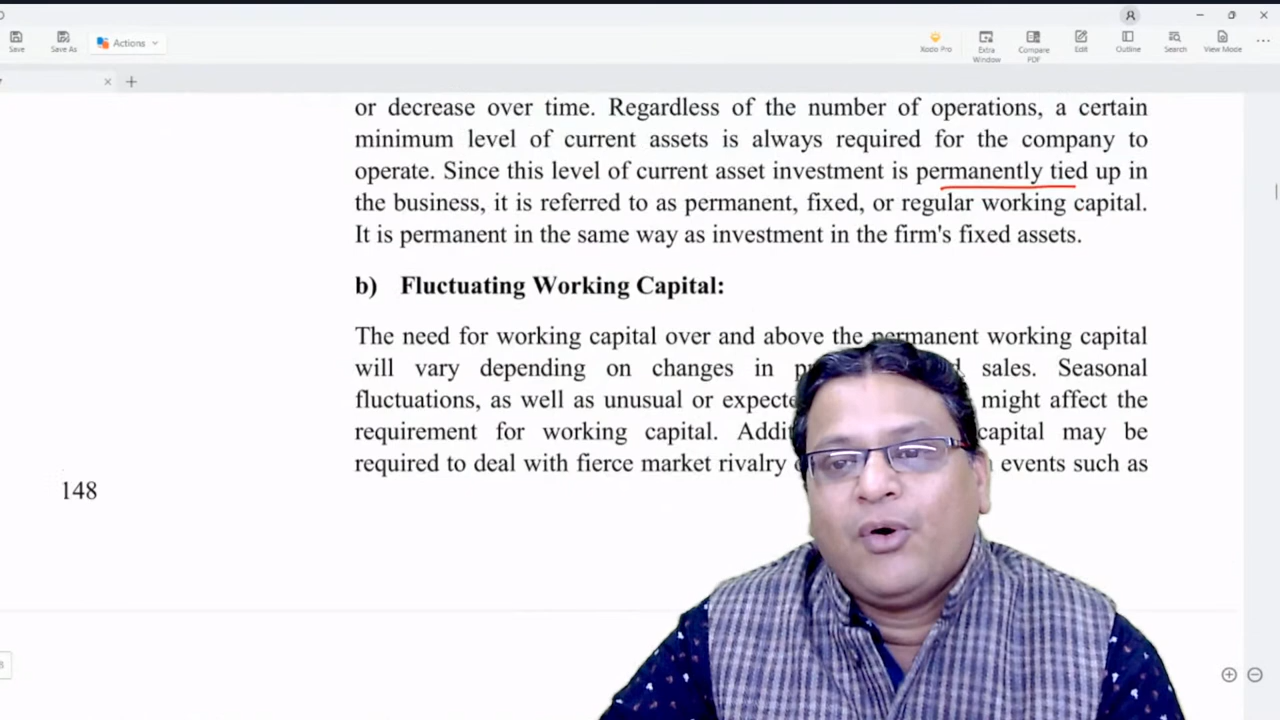 Save
Save As
Actions
Xodo Pro
Extra Window
Compare PDF
Edit
Outline
Search
View Mode
or decrease over time. Regardless of the number of operations, a certain
minimum level of current assets is always required for the company to
operate. Since this level of current asset investment is permanently tied up in
the business, it is referred to as permanent, fixed, or regular working capital.
It is permanent in the same way as investment in the firm's fixed assets.
b) Fluctuating Working Capital:
The need for working capital over and above the permanent working capital
will vary depending on changes in sales. Seasonal
fluctuations, as well as unusual or might affect the
requirement for working capital. capital may be
required to deal with fierce market rivalry events such as
148